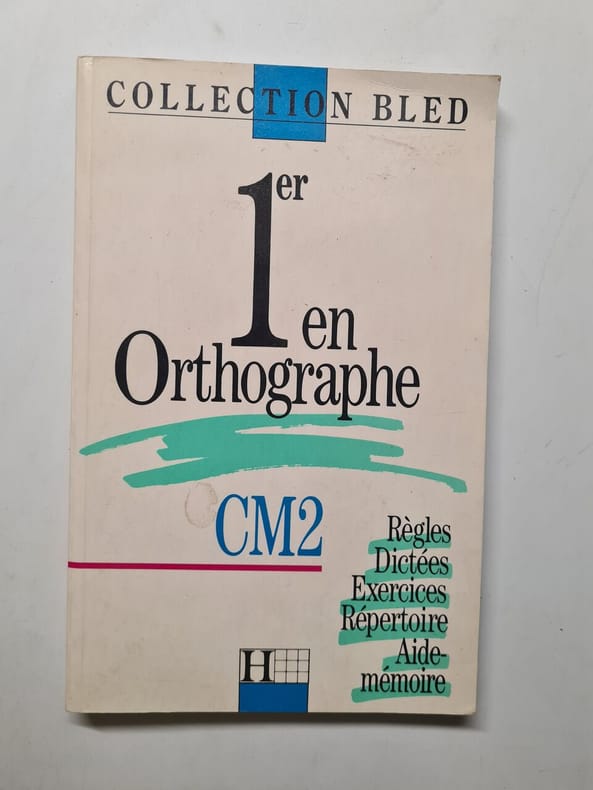 COLLECTION BLED
1er en
Orthographe
CM2
Règles
Dictées
Exercices
Répertoire
Aide-
mémoire
H